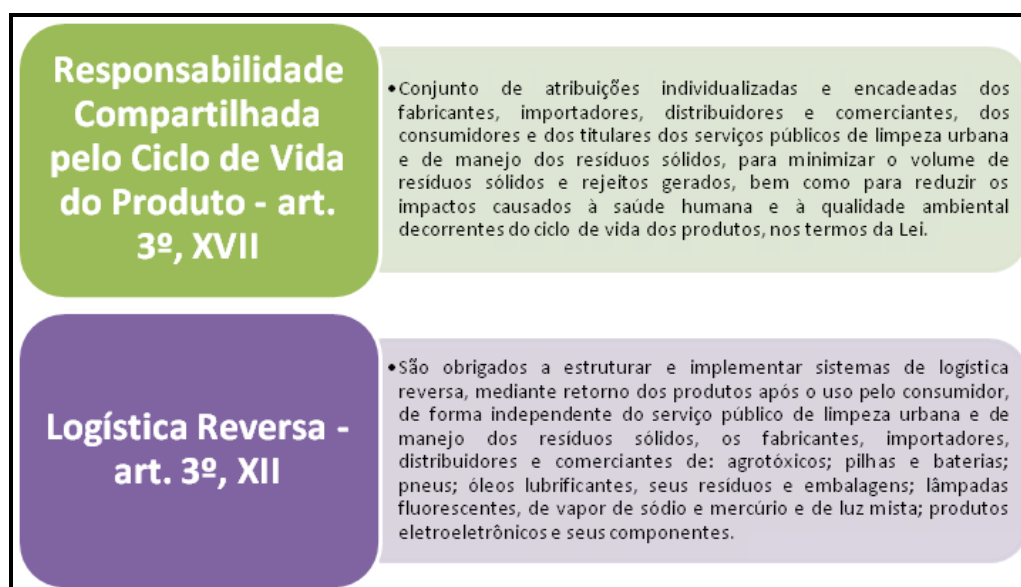 Responsabilidade
Compartilhada
pelo Ciclo de Vida
do Produto - art.
3º, XVII
•Conjunto de atribuições individualizadas e encadeadas dos
fabricantes, importadores, distribuidores e comerciantes, dos
consumidores e dos titulares dos serviços públicos de limpeza urbana
e de manejo dos resíduos sólidos, para minimizar o volume de
resíduos sólidos e rejeitos gerados, bem como para reduzir os
impactos causados à saúde humana e à qualidade ambiental
decorrentes do ciclo de vida dos produtos, nos termos da Lei.
Logística Reversa -
art. 3º, XII
•São obrigados a estruturar e implementar sistemas de logística
reversa, mediante retorno dos produtos após o uso pelo consumidor,
de forma independente do serviço público de limpeza urbana e de
manejo dos resíduos sólidos, os fabricantes, importadores,
distribuidores e comerciantes de: agrotóxicos; pilhas e baterias;
pneus; óleos lubrificantes, seus resíduos e embalagens; lâmpadas
fluorescentes, de vapor de sódio e mercúrio e de luz mista; produtos
eletroeletrônicos e seus componentes.